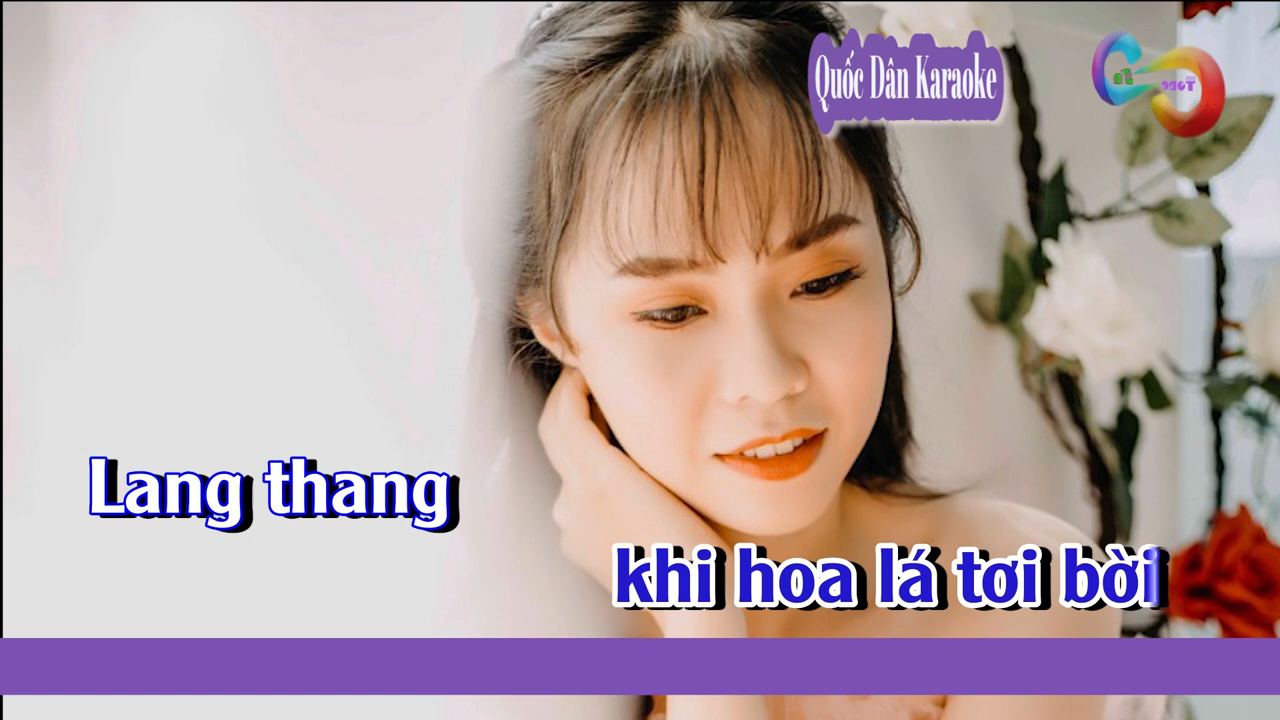 Quốc Dân Karaoke
Lang thang
khi hoa lá tơi bời